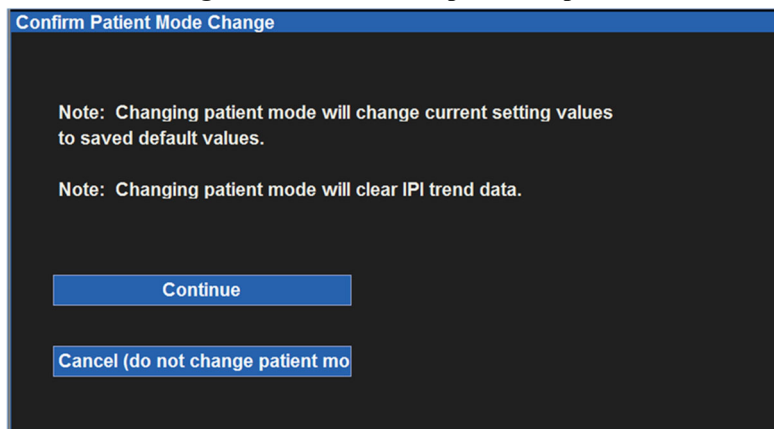 Confirm Patient Mode Change
Note: Changing patient mode will change current setting values
to saved default values.
Note: Changing patient mode will clear IPI trend data.
Continue
Cancel (do not change patient mo